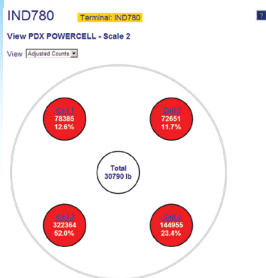 IND780 Terminal: IND780 ?
View PDX POWERCELL - Scale 2
View Adjusted Counts
78385
12.6%
72651
11.7%
Total
30790 lb
322364
52.0%
144955
23.4%